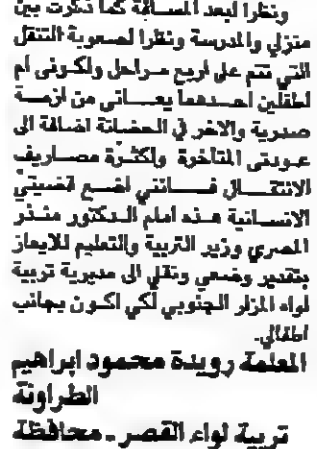 ونظرا لبعد المسافة كما ذكرت بين
منزلي والمدرسة ونظرا لصعوبة التنقل
التي تتم على اربع مراحل ولكوني ام
لطفلين احدهما يعاني من ازمة
صدرية والاخر في الحضانة اضافة الى
عودتي المتأخرة ولكثرة مصاريف
الانتقال فانني اضع قضيتي
الانسانية هذه امام الدكتور منذر
المصري وزير التربية والتعليم للايعاز
بتقدير وضعي ونقلي الى مديرية تربية
لواء المزار الجنوبي لكي اكون بجانب
اطفالي.
المعلمة رويدة محمود ابراهيم
الطراونة
تربية لواء القصر - محافظة